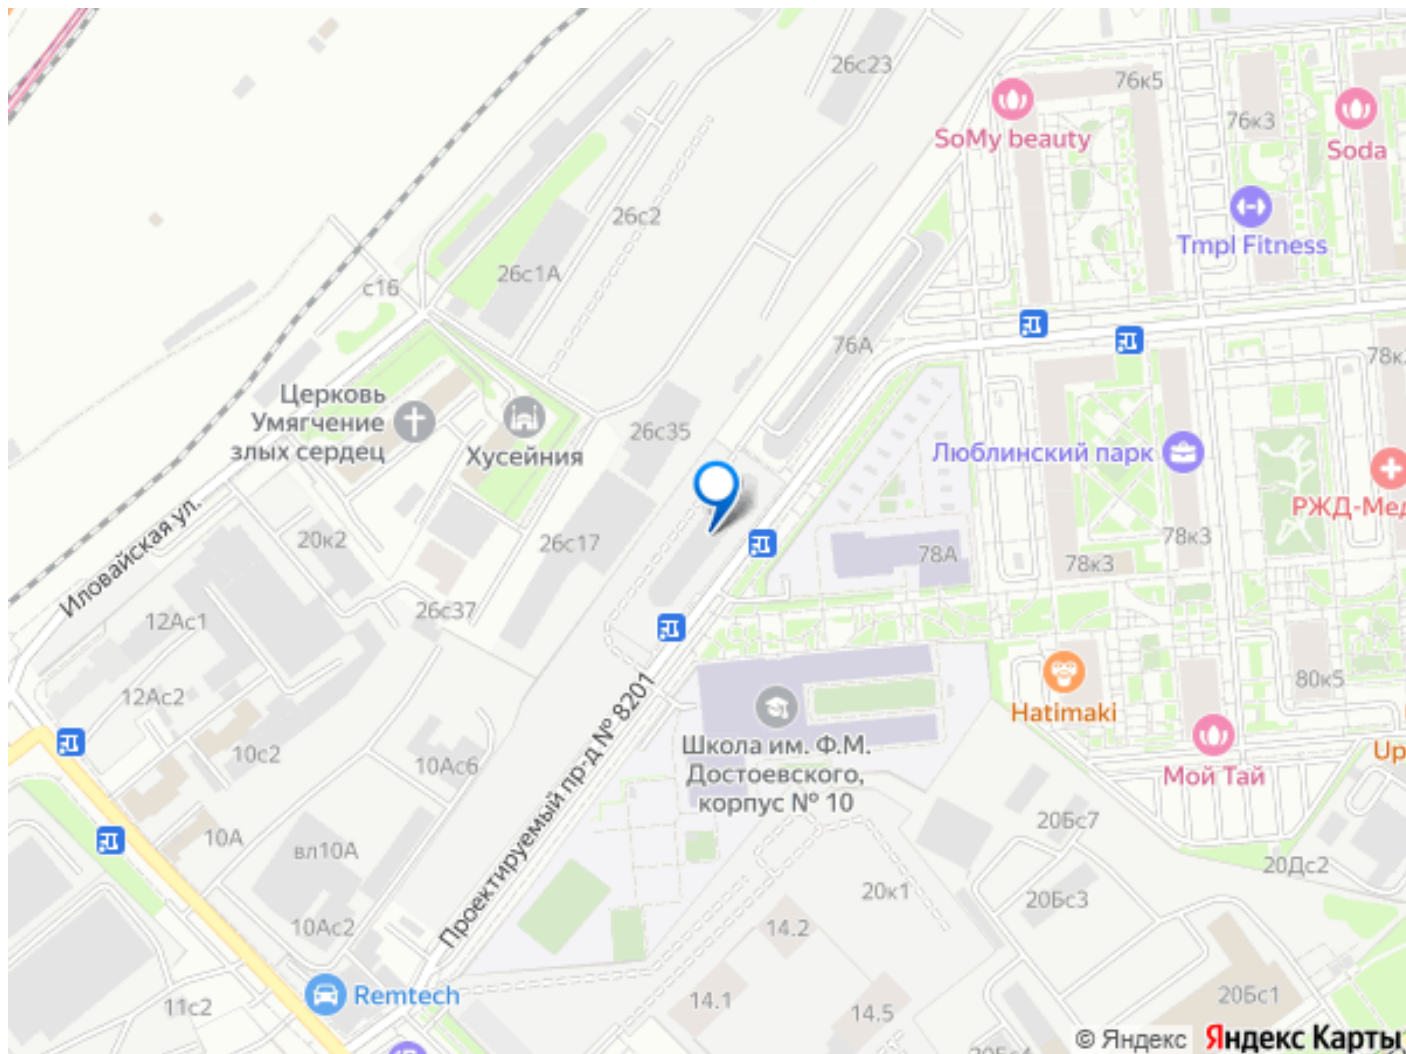 26с23
76к5
SoMy beauty
76к3
Soda
26с2
Tmpl Fitness
26с1А
с16
76А
78к
Церковь
Умягчение
злых сердец
Хусейния
26с35
Люблинский парк
РЖД-Мед
Иловайская ул.
20к2
26с17
78А
78к3
78к3
26с37
12Ас1
12Ас2
80к5
Hatimaki
10с2
10Ас6
Проектируемый пр-д № 8201
Школа им. Ф.М.
Достоевского,
корпус № 10
Мой Тай
Up
10А
вл10А
20Бс7
20Дс2
20к1
20Бс3
10Ас2
14.2
Remtech
11с2
14.1
14.5
20Бс1
© Яндекс Яндекс Карты